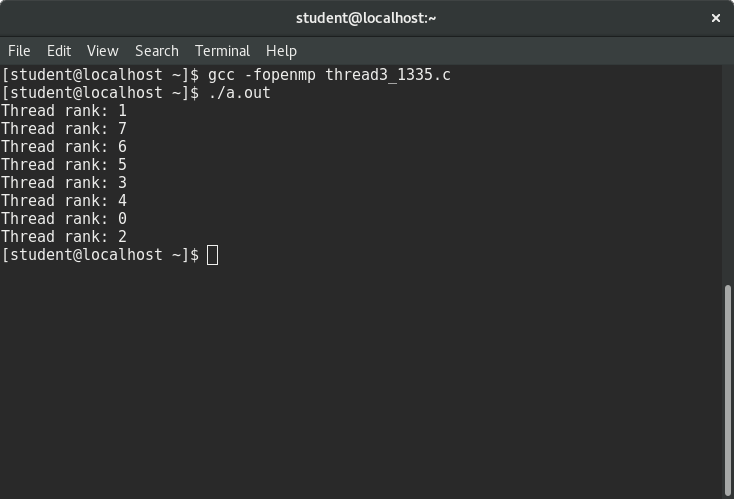 student@localhost:~
File Edit View Search Terminal Help
[student@localhost ~]$ gcc -fopenmp thread3_1335.c
[student@localhost ~]$ ./a.out
Thread rank: 1
Thread rank: 7
Thread rank: 6
Thread rank: 5
Thread rank: 3
Thread rank: 4
Thread rank: 0
Thread rank: 2
[student@localhost ~]$